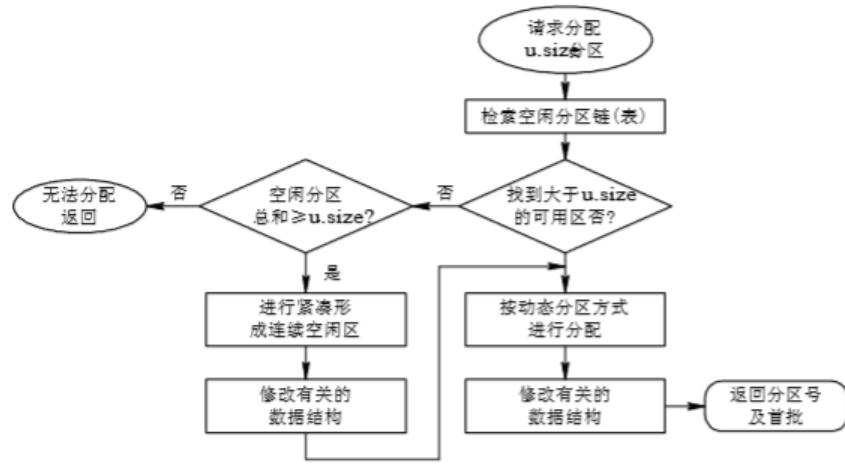 请求分配
u.size分区
检索空闲分区链(表)
找到大于u.size
的可用区否?
否
空闲分区
总和≥u.size?
否
无法分配
返回
是
进行紧凑形
成连续空闲区
修改有关的
数据结构
按动态分区方式
进行分配
修改有关的
数据结构
返回分区号
及首批